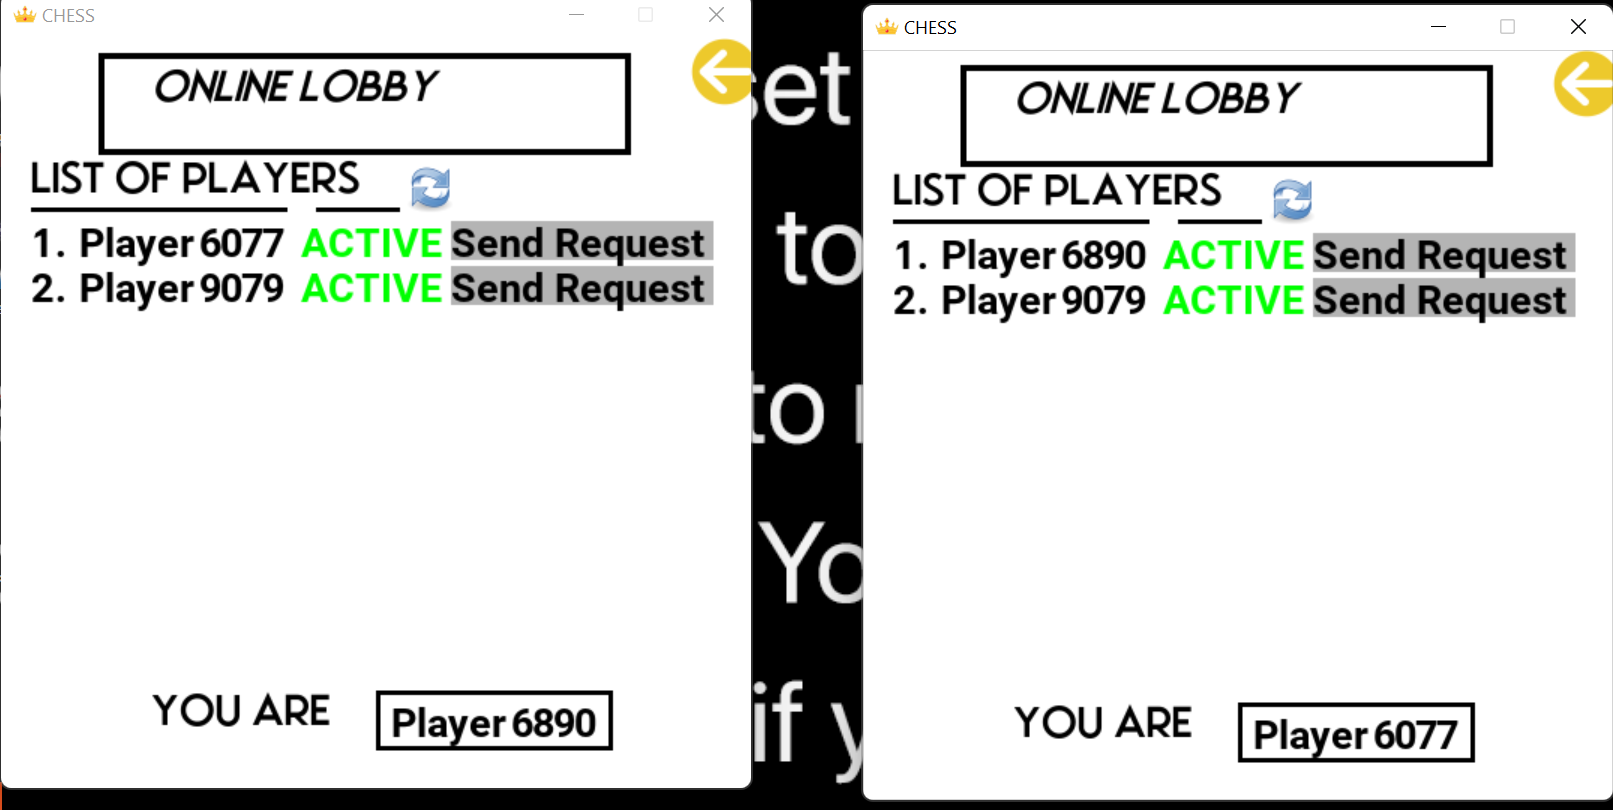 CHESS
ONLINE LOBBY
LIST OF PLAYERS
1. Player 6077 ACTIVE Send Request
2. Player 9079 ACTIVE Send Request
YOU ARE Player 6890
set
to
to
Yo
if y
CHESS
ONLINE LOBBY
LIST OF PLAYERS
1. Player 6890 ACTIVE Send Request
2. Player 9079 ACTIVE Send Request
YOU ARE Player 6077